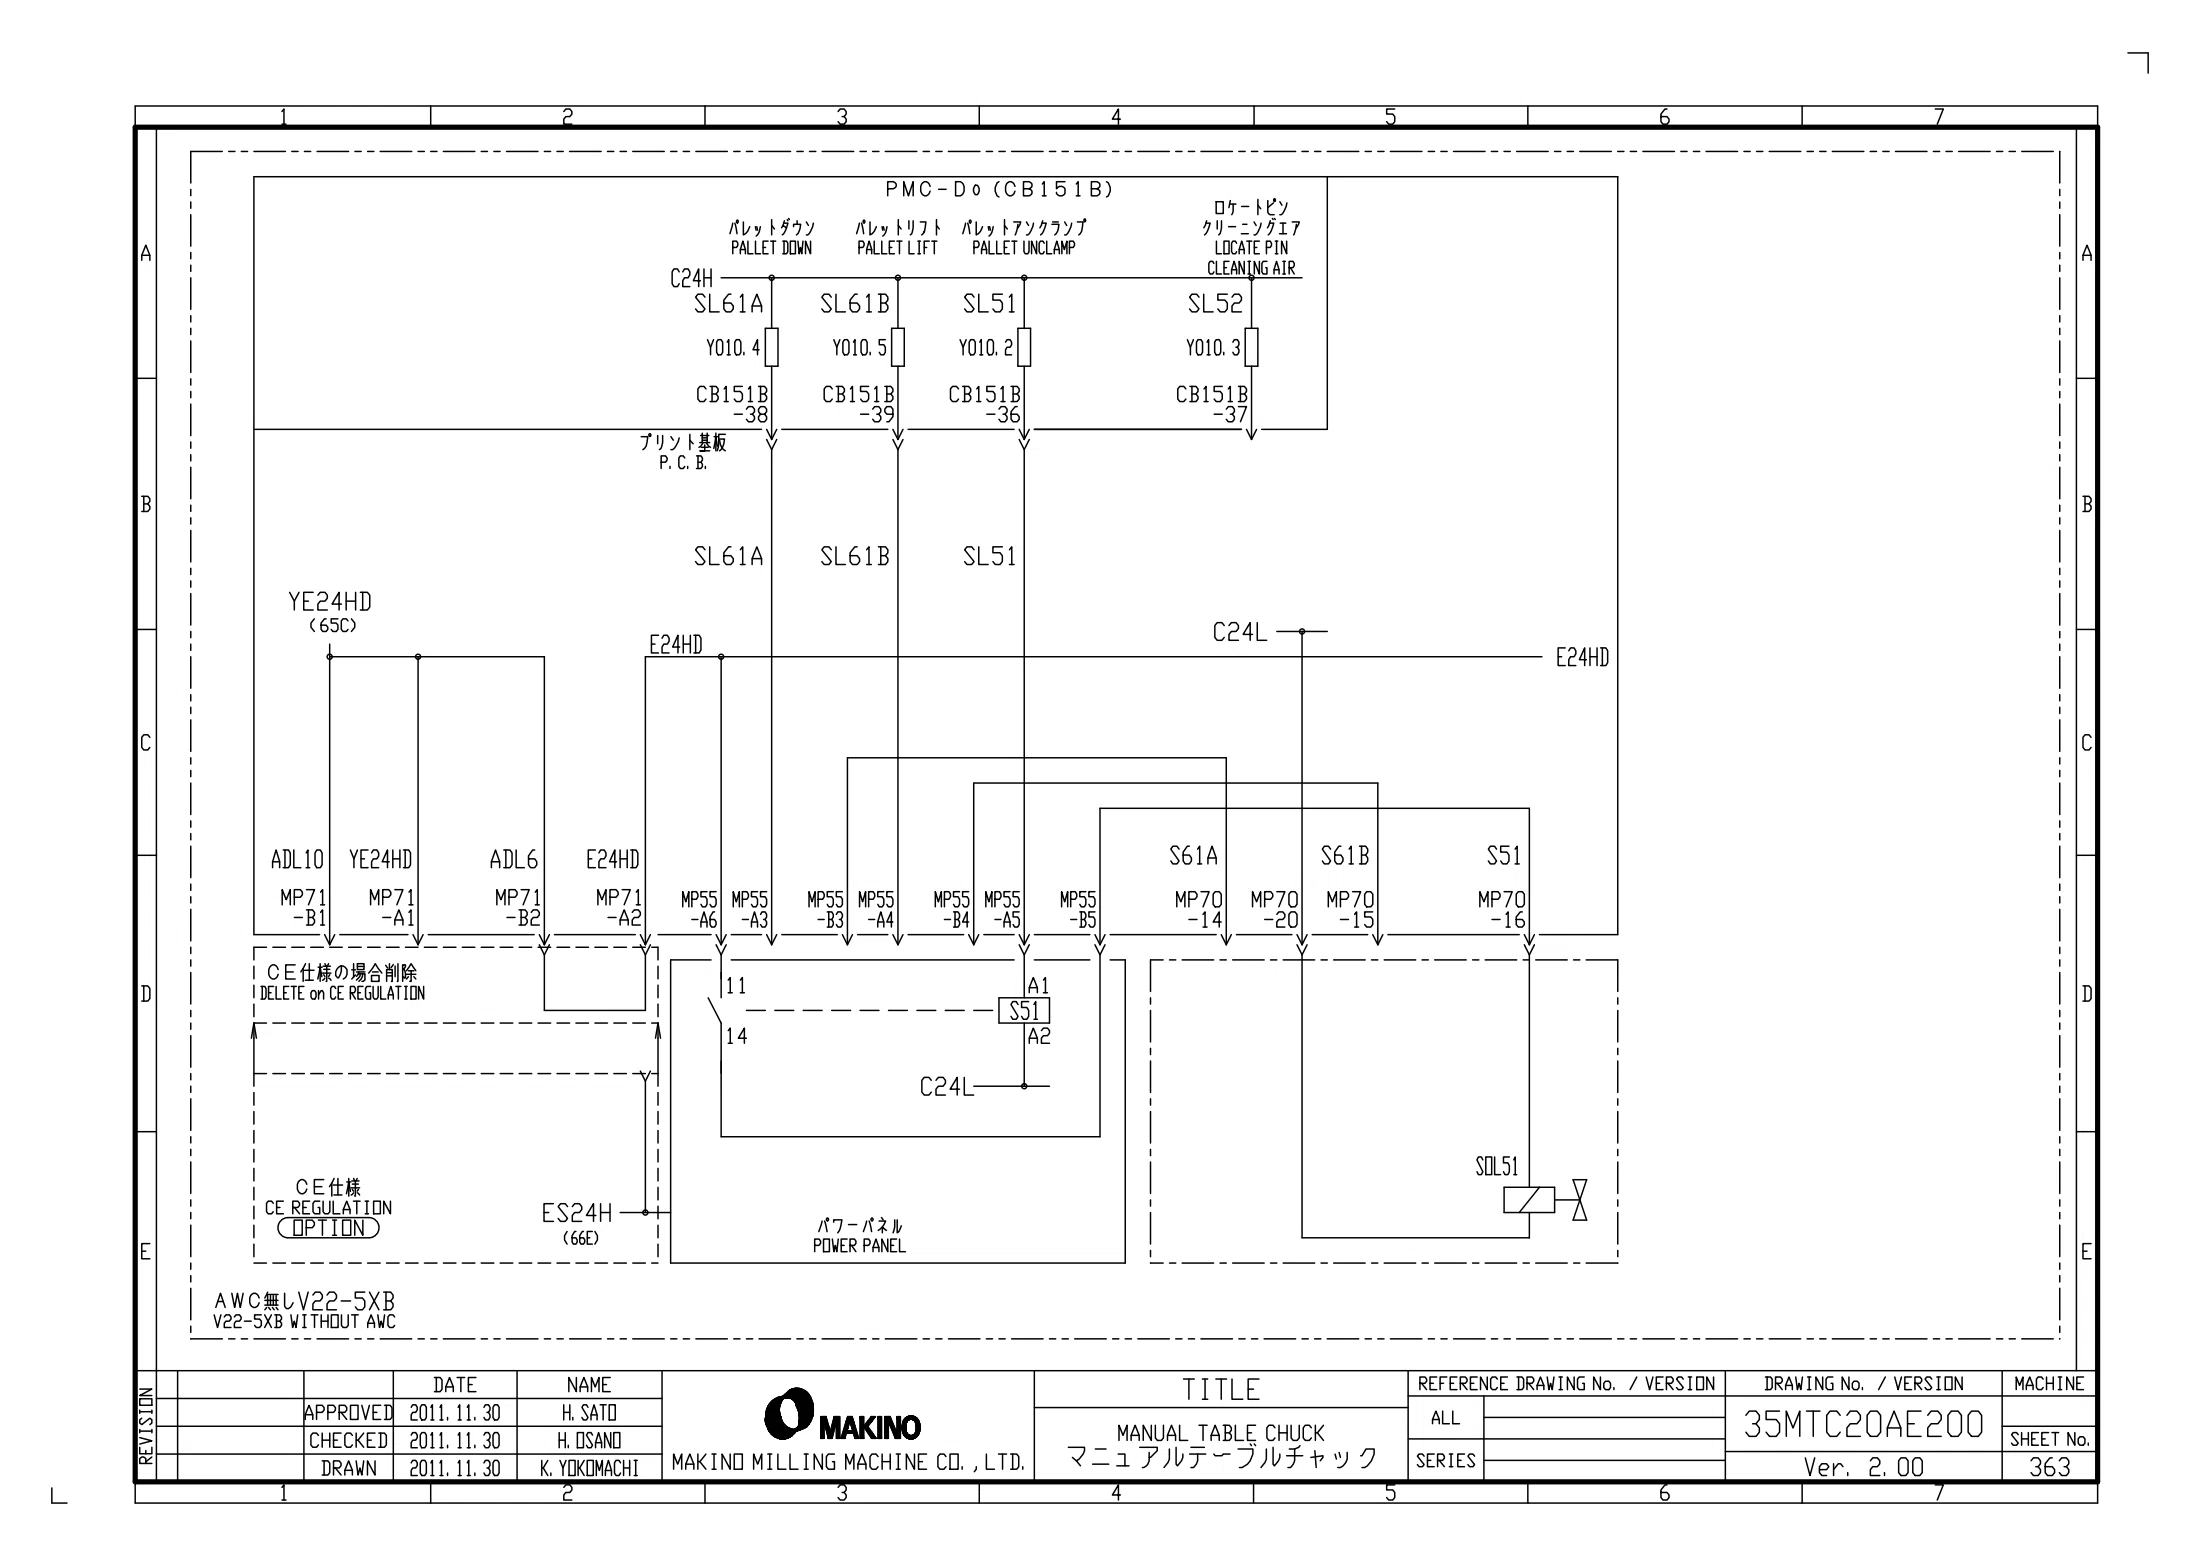 1 2 3 4 5 6 7
PMC-Do (CB151B)
パレットダウン パレットリフト パレットアンクランプ ロケートピン
クリーニングエア
PALLET DOWN PALLET LIFT PALLET UNCLAMP LOCATE PIN
CLEANING AIR
A A
C24H
SL61A SL61B SL51 SL52
Y010.4 Y010.5 Y010.2 Y010.3
CB151B CB151B CB151B CB151B
-38 -39 -36 -37
プリント基板
P.C.B.
B B
SL61A SL61B SL51
YE24HD
(65C)
C24L
E24HD E24HD
C C
ADL10 YE24HD ADL6 E24HD S61A S61B S51
MP71 MP71 MP71 MP71 MP55 MP55 MP55 MP55 MP55 MP55 MP55 MP70 MP70 MP70 MP70
-B1 -A1 -B2 -A2 -A6 -A3 -B3 -A4 -B4 -A5 -B5 -14 -20 -15 -16
CE仕様の場合削除
DELETE on CE REGULATION
11 A1
D D
S51
14 A2
C24L
SOL51
CE仕様
CE REGULATION
OPTION
ES24H
(66E)
パワーパネル
POWER PANEL
E E
AWC無しV22-5XB
V22-5XB WITHOUT AWC
REVISION
DATE NAME
APPROVED 2011.11.30 H.SATO
CHECKED 2011.11.30 H.OSANO
DRAWN 2011.11.30 K.YOKOMACHI
MAKINO
MAKINO MILLING MACHINE CO.,LTD.
TITLE
MANUAL TABLE CHUCK
マニュアルテーブルチャック
REFERENCE DRAWING No. / VERSION
ALL
SERIES
DRAWING No. / VERSION
35MTC20AE200
Ver. 2.00
MACHINE
SHEET No.
363
1 2 3 4 5 6 7